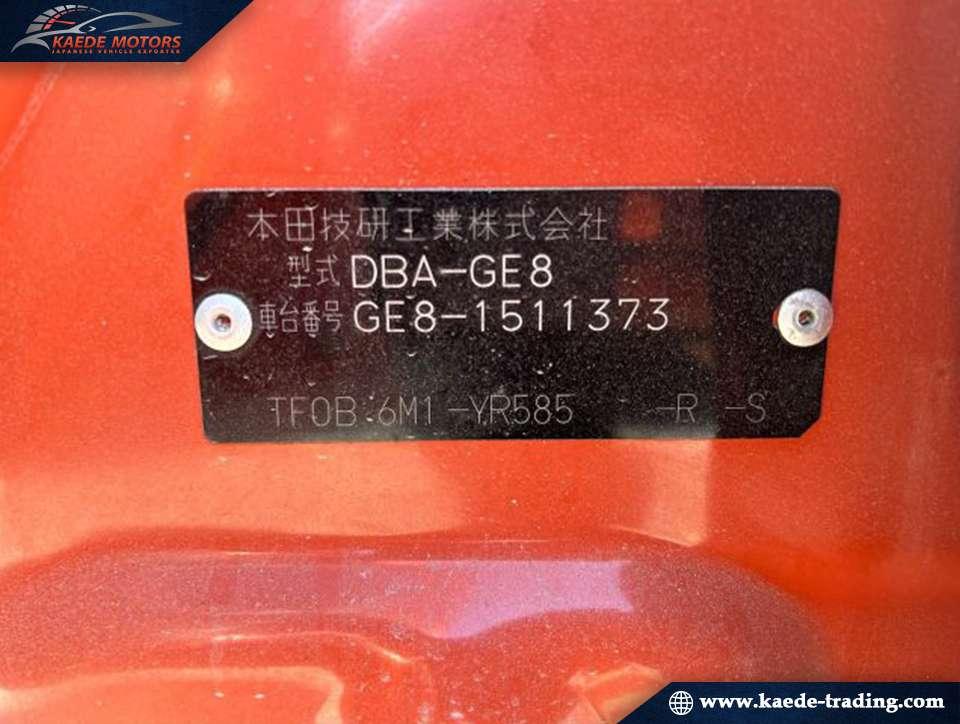 KAEDE MOTORS
JAPANESE VEHICLE EXPORTER
本田技研工業株式会社
型式 DBA-GE8
車台番号 GE8-1511373
TF0B 6M1-YR585 -R -S
www.kaede-trading.com